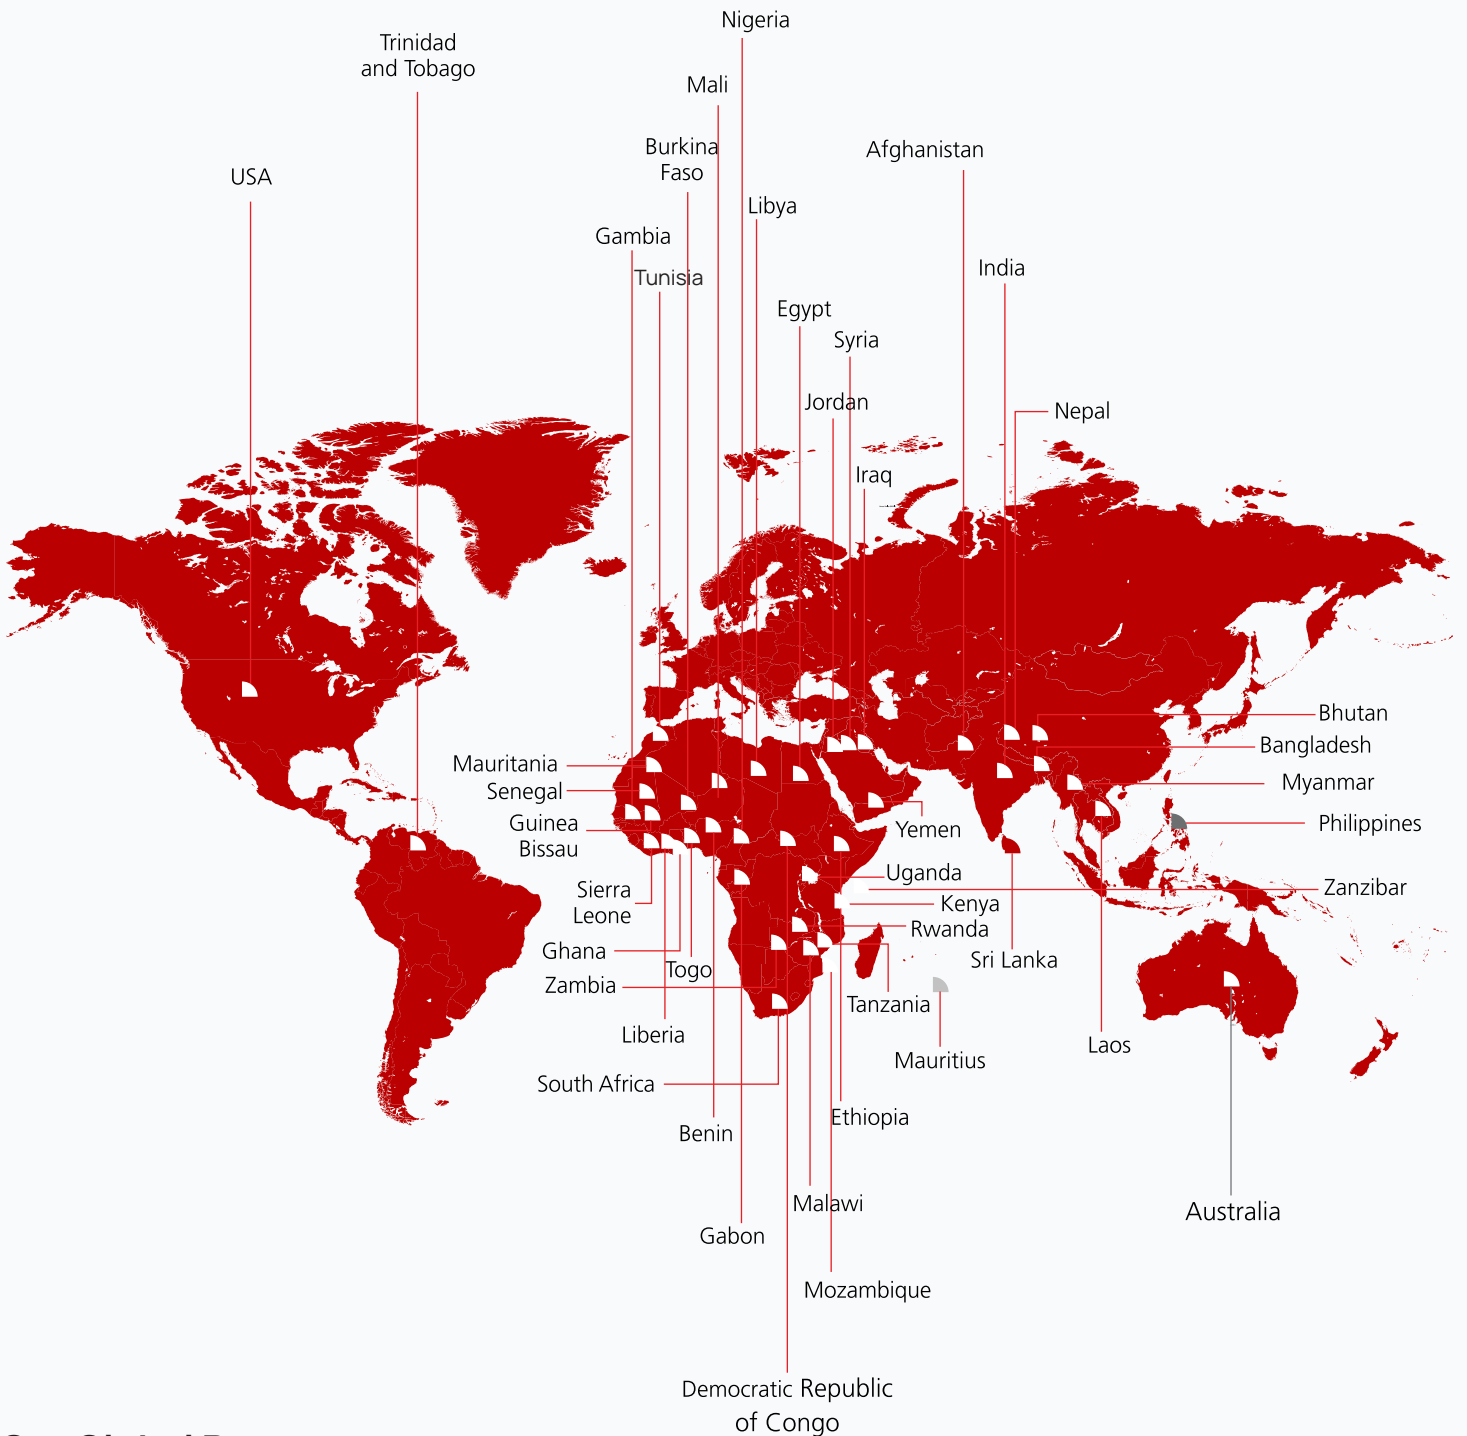 Nigeria
Trinidad
and Tobago
Mali
Burkina
Faso
Afghanistan
USA
Libya
Gambia
Tunisia
India
Egypt
Syria
Jordan
Nepal
Iraq
Bhutan
Bangladesh
Mauritania
Senegal
Myanmar
Guinea
Bissau
Yemen
Philippines
Uganda
Zanzibar
Sierra
Leone
Kenya
Rwanda
Ghana
Togo
Sri Lanka
Zambia
Tanzania
Liberia
Mauritius
Laos
South Africa
Ethiopia
Benin
Malawi
Australia
Gabon
Mozambique
Democratic Republic
of Congo